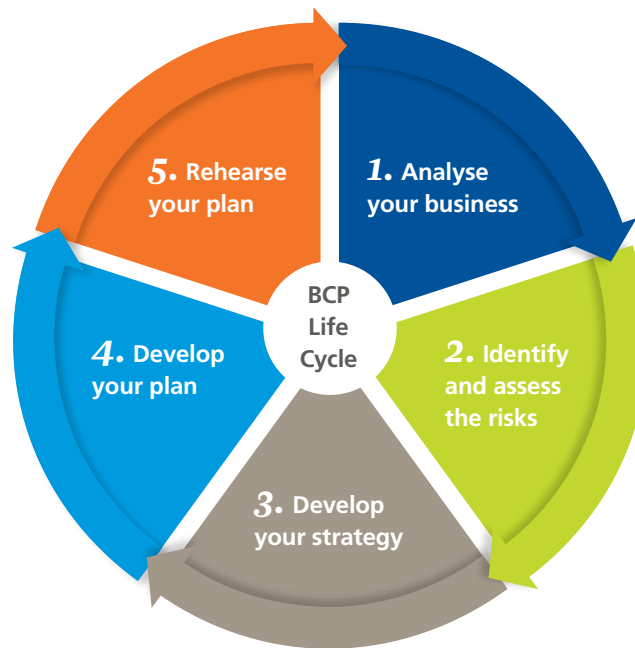 BCP
Life
Cycle
1. Analyse
your business
2. Identify
and assess
the risks
3. Develop
your strategy
4. Develop
your plan
5. Rehearse
your plan